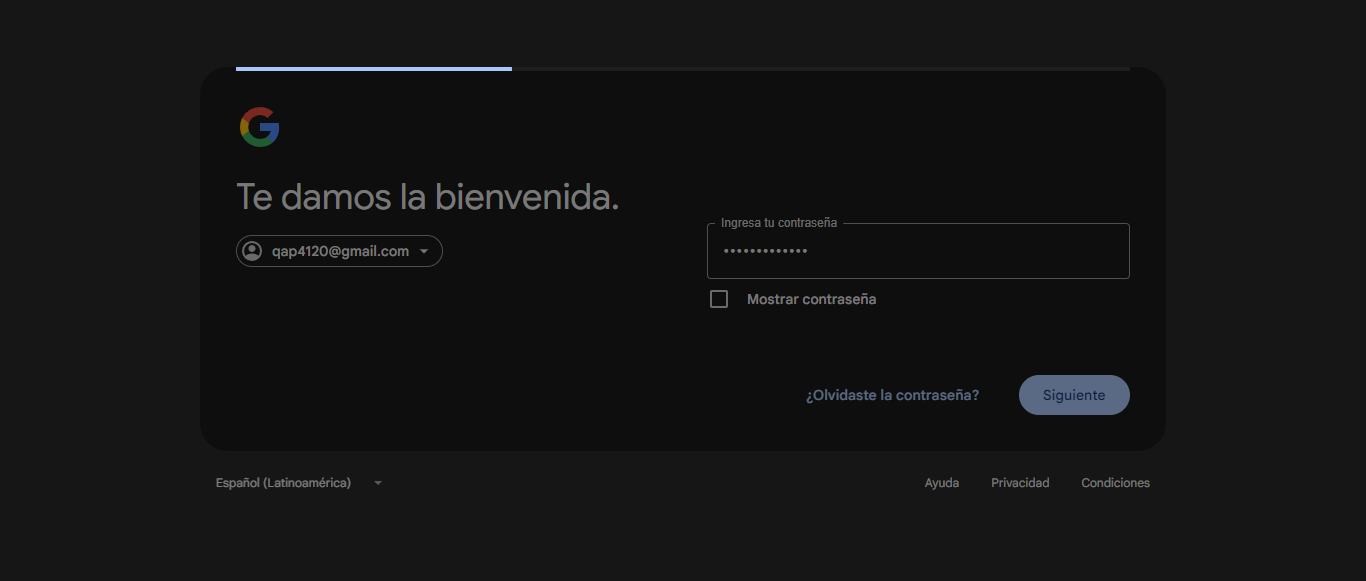 Te damos la bienvenida.
qap4120@gmail.com
Ingresa tu contraseña
•••••••••••••
Mostrar contraseña
¿Olvidaste la contraseña?
Siguiente
Español (Latinoamérica)
Ayuda
Privacidad
Condiciones